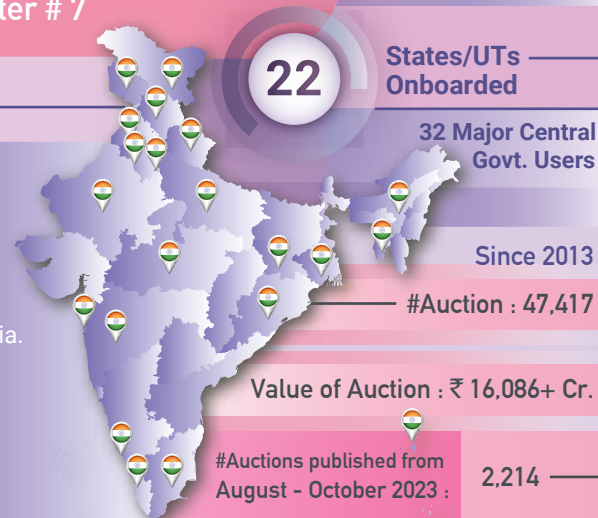 ter # 7
22
States/UTs
Onboarded
32 Major Central
Govt. Users
Since 2013
#Auction : 47,417
ia.
Value of Auction : ₹ 16,086+ Cr.
#Auctions published from
August - October 2023 :
2,214